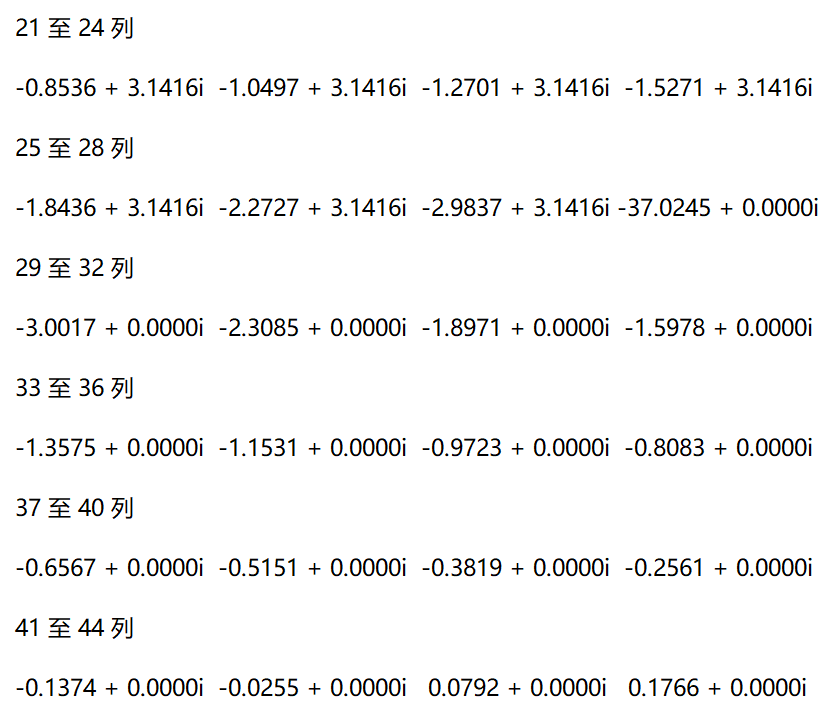 21 至 24 列
-0.8536 + 3.1416i -1.0497 + 3.1416i -1.2701 + 3.1416i -1.5271 + 3.1416i
25 至 28 列
-1.8436 + 3.1416i -2.2727 + 3.1416i -2.9837 + 3.1416i -37.0245 + 0.0000i
29 至 32 列
-3.0017 + 0.0000i -2.3085 + 0.0000i -1.8971 + 0.0000i -1.5978 + 0.0000i
33 至 36 列
-1.3575 + 0.0000i -1.1531 + 0.0000i -0.9723 + 0.0000i -0.8083 + 0.0000i
37 至 40 列
-0.6567 + 0.0000i -0.5151 + 0.0000i -0.3819 + 0.0000i -0.2561 + 0.0000i
41 至 44 列
-0.1374 + 0.0000i -0.0255 + 0.0000i 0.0792 + 0.0000i 0.1766 + 0.0000i